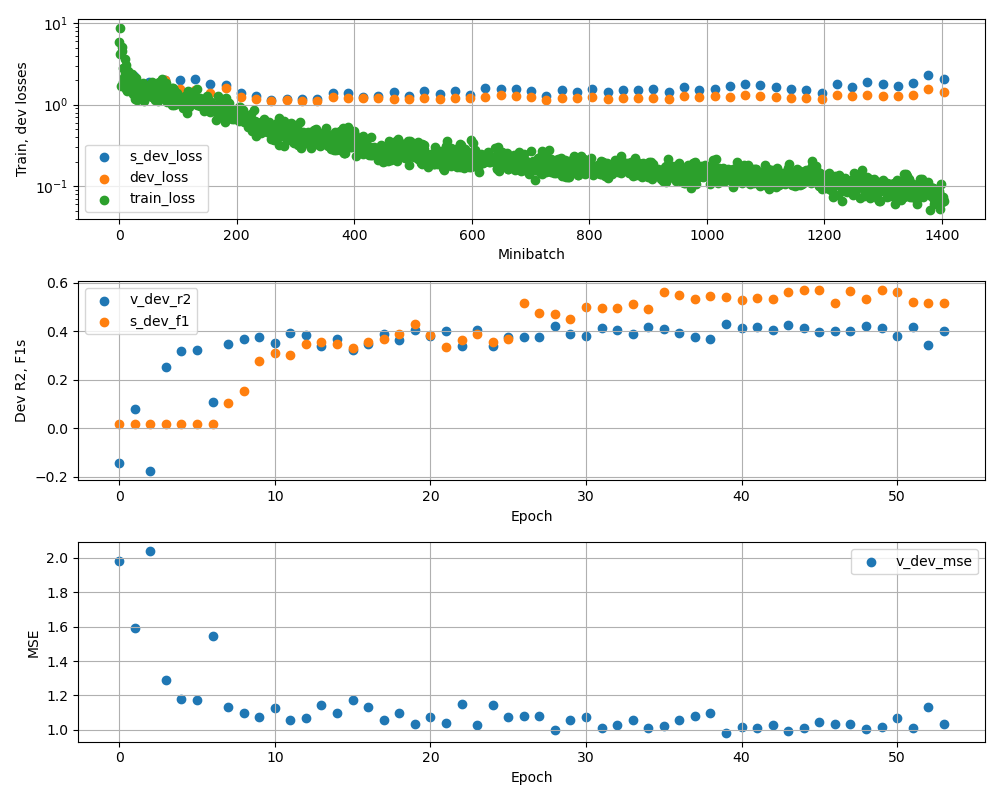 10¹
10⁰
10⁻¹
Train, dev losses
s_dev_loss
dev_loss
train_loss
0 200 400 600 800 1000 1200 1400
Minibatch
0.6
0.4
0.2
0.0
−0.2
Dev R2, F1s
v_dev_r2
s_dev_f1
0 10 20 30 40 50
Epoch
2.0
1.8
1.6
1.4
1.2
1.0
MSE
v_dev_mse
0 10 20 30 40 50
Epoch